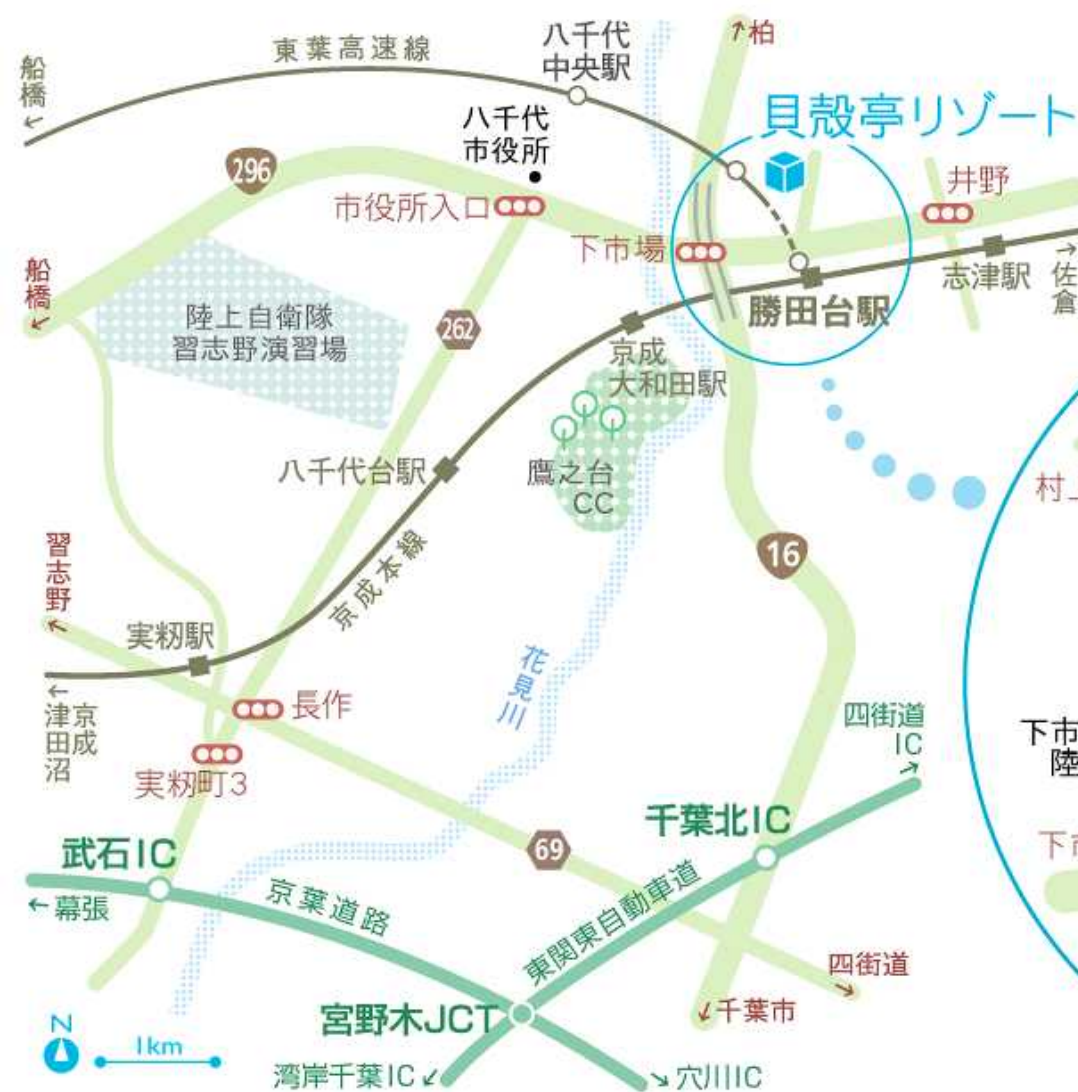 東葉高速線
八千代
中央駅
↗柏
船橋
←
貝殻亭リゾート
八千代
市役所
296
市役所入口
井野
下市場
船橋
←
陸上自衛隊
習志野演習場
262
勝田台駅
志津駅
→
佐倉
京成
大和田駅
八千代台駅
鷹之台
CC
村上
16
習志野
←
京成本線
実籾駅
花見川
←
京成
津田沼
長作
四街道
IC
↗
実籾町3
下市
陸
千葉北IC
武石IC
69
下市
←幕張
京葉道路
東関東自動車道
四街道
→
宮野木JCT
↙千葉市
N
1km
湾岸千葉IC↙
↘穴川IC